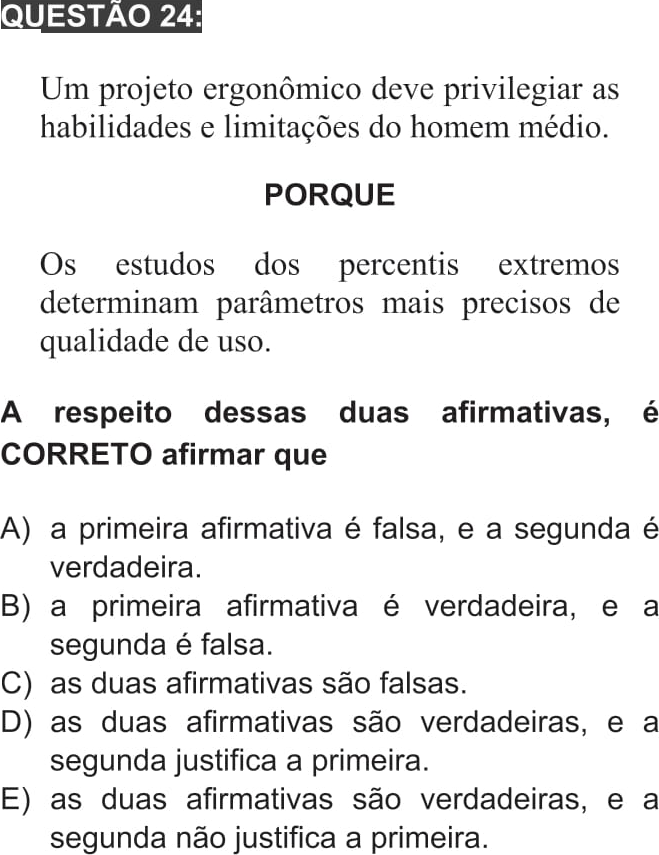 QUESTÃO 24:
Um projeto ergonômico deve privilegiar as
habilidades e limitações do homem médio.
PORQUE
Os estudos dos percentis extremos
determinam parâmetros mais precisos de
qualidade de uso.
A respeito dessas duas afirmativas, é
CORRETO afirmar que
A) a primeira afirmativa é falsa, e a segunda é
verdadeira.
B) a primeira afirmativa é verdadeira, e a
segunda é falsa.
C) as duas afirmativas são falsas.
D) as duas afirmativas são verdadeiras, e a
segunda justifica a primeira.
E) as duas afirmativas são verdadeiras, e a
segunda não justifica a primeira.